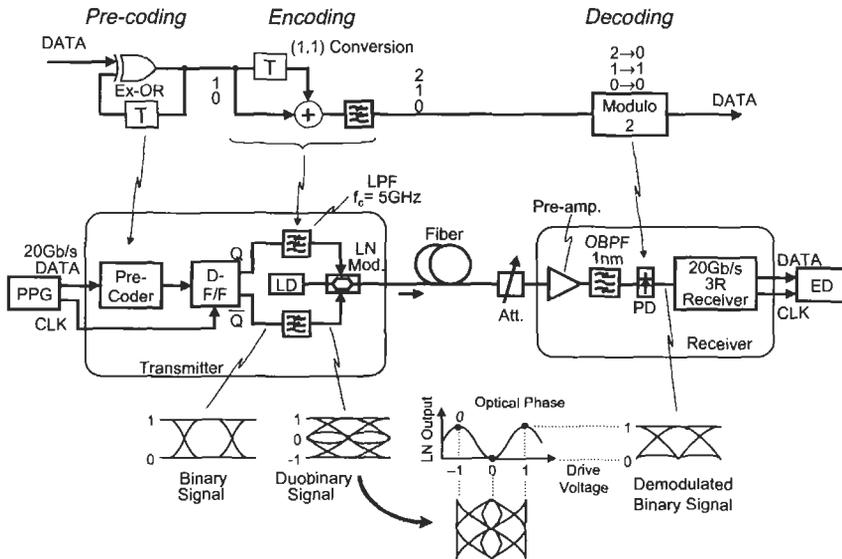 Pre-coding
Encoding
Decoding
DATA
Ex-OR
T
1
0
(1,1) Conversion
T
+
2
1
0
2→0
1→1
0→0
Modulo
2
DATA
20Gb/s
DATA
PPG
CLK
Pre-
Coder
D-
F/F
Q
Q̅
LPF
fc= 5GHz
LD
LN
Mod.
Transmitter
Fiber
Att.
Pre-amp.
OBPF
1nm
PD
20Gb/s
3R
Receiver
DATA
CLK
ED
Receiver
1
0
Binary
Signal
1
0
-1
Duobinary
Signal
LN Output
Optical Phase
0
−1 0 1
Drive
Voltage
1
0
Demodulated
Binary Signal